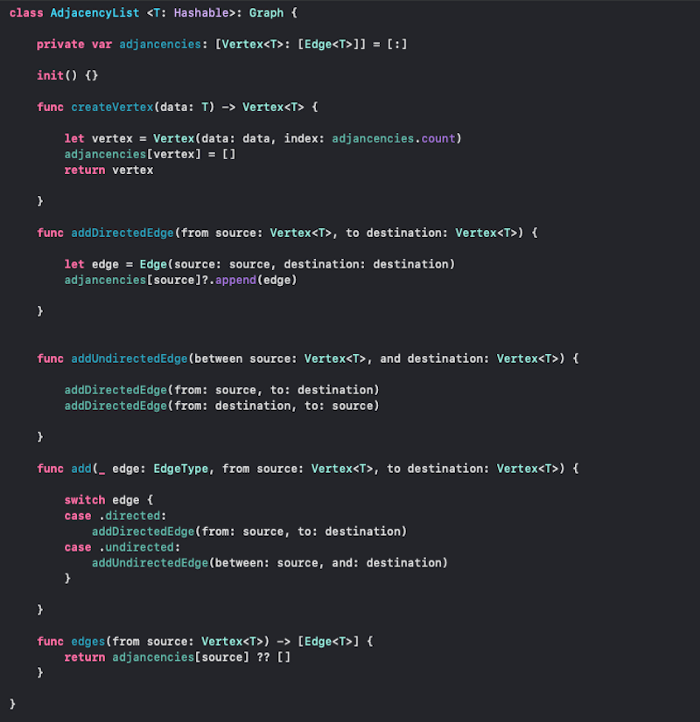 class AdjacencyList <T: Hashable>: Graph {
private var adjancencies: [Vertex<T>: [Edge<T>]] = [:]
init() {}
func createVertex(data: T) -> Vertex<T> {
let vertex = Vertex(data: data, index: adjancencies.count)
adjancencies[vertex] = []
return vertex
}
func addDirectedEdge(from source: Vertex<T>, to destination: Vertex<T>) {
let edge = Edge(source: source, destination: destination)
adjancencies[source]?.append(edge)
}
func addUndirectedEdge(between source: Vertex<T>, and destination: Vertex<T>) {
addDirectedEdge(from: source, to: destination)
addDirectedEdge(from: destination, to: source)
}
func add(_ edge: EdgeType, from source: Vertex<T>, to destination: Vertex<T>) {
switch edge {
case .directed:
addDirectedEdge(from: source, to: destination)
case .undirected:
addUndirectedEdge(between: source, and: destination)
}
}
func edges(from source: Vertex<T>) -> [Edge<T>] {
return adjancencies[source] ?? []
}
}